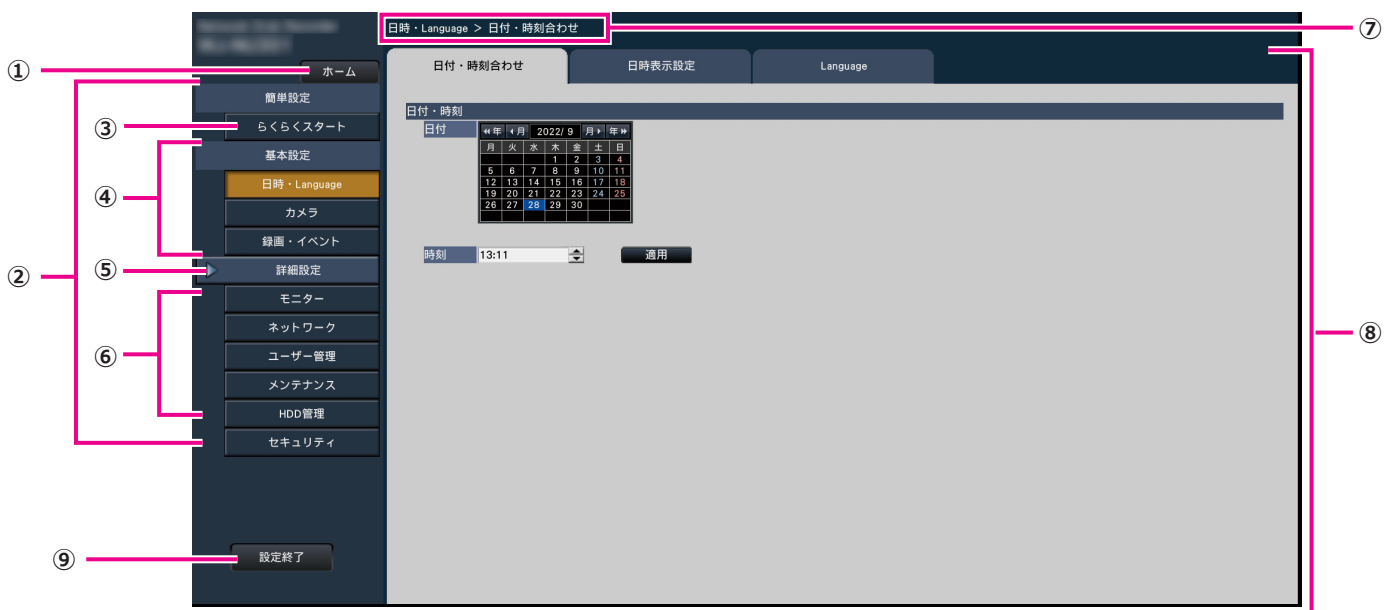 日時・Language > 日付・時刻合わせ
⑦
①
ホーム
日付・時刻合わせ
日時表示設定
Language
②
簡単設定
③
らくらくスタート
④
基本設定
日時・Language
カメラ
録画・イベント
⑤
詳細設定
⑥
モニター
ネットワーク
ユーザー管理
メンテナンス
HDD管理
セキュリティ
⑨
設定終了
日付・時刻
日付
年 月 2022/ 9 月 年
月 火 水 木 金 土 日
1 2 3 4
5 6 7 8 9 10 11
12 13 14 15 16 17 18
19 20 21 22 23 24 25
26 27 28 29 30
時刻 13:11 適用
⑧